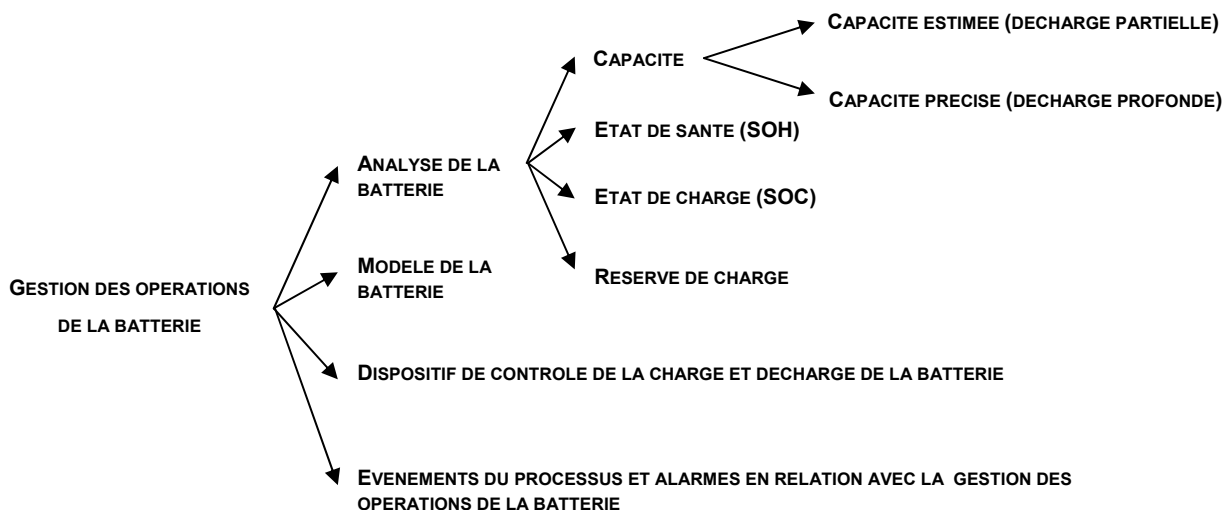 CAPACITE ESTIMEE (DECHARGE PARTIELLE)
CAPACITE
CAPACITE PRECISE (DECHARGE PROFONDE)
ETAT DE SANTE (SOH)
ANALYSE DE LA
BATTERIE
ETAT DE CHARGE (SOC)
MODELE DE LA
BATTERIE
RESERVE DE CHARGE
GESTION DES OPERATIONS
DE LA BATTERIE
DISPOSITIF DE CONTROLE DE LA CHARGE ET DECHARGE DE LA BATTERIE
EVENEMENTS DU PROCESSUS ET ALARMES EN RELATION AVEC LA GESTION DES
OPERATIONS DE LA BATTERIE